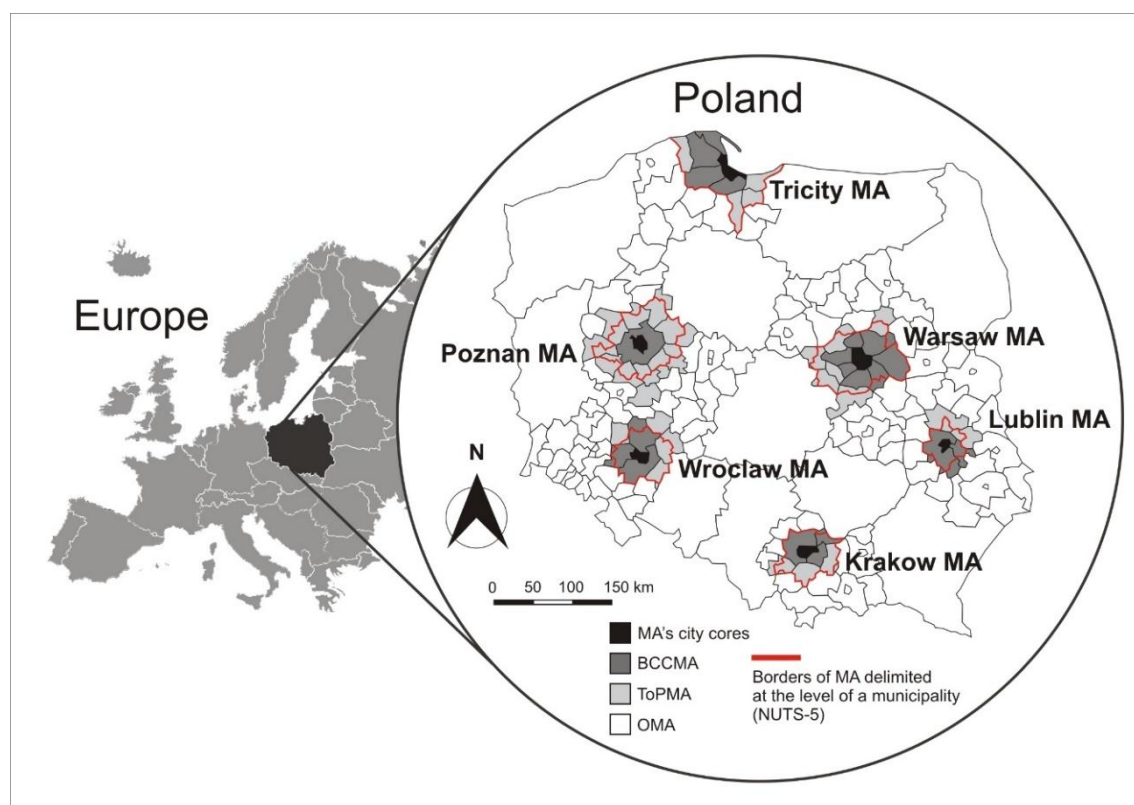 Poland
Tricity MA
Europe
Poznan MA
Warsaw MA
Lublin MA
N
Wroclaw MA
Krakow MA
0 50 100 150 km
MA's city cores
BCCMA
ToPMA
OMA
Borders of MA delimited
at the level of a municipality
(NUTS-5)